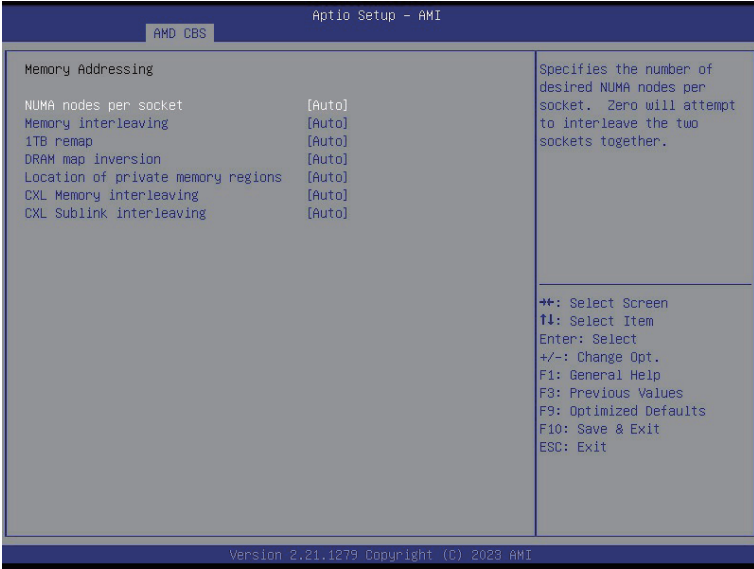 Aptio Setup – AMI
AMD CBS
Memory Addressing
NUMA nodes per socket [Auto]
Memory interleaving [Auto]
1TB remap [Auto]
DRAM map inversion [Auto]
Location of private memory regions [Auto]
CXL Memory interleaving [Auto]
CXL Sublink interleaving [Auto]
Specifies the number of
desired NUMA nodes per
socket. Zero will attempt
to interleave the two
sockets together.
→←: Select Screen
↑↓: Select Item
Enter: Select
+/-: Change Opt.
F1: General Help
F3: Previous Values
F9: Optimized Defaults
F10: Save & Exit
ESC: Exit
Version 2.21.1279 Copyright (C) 2023 AMI